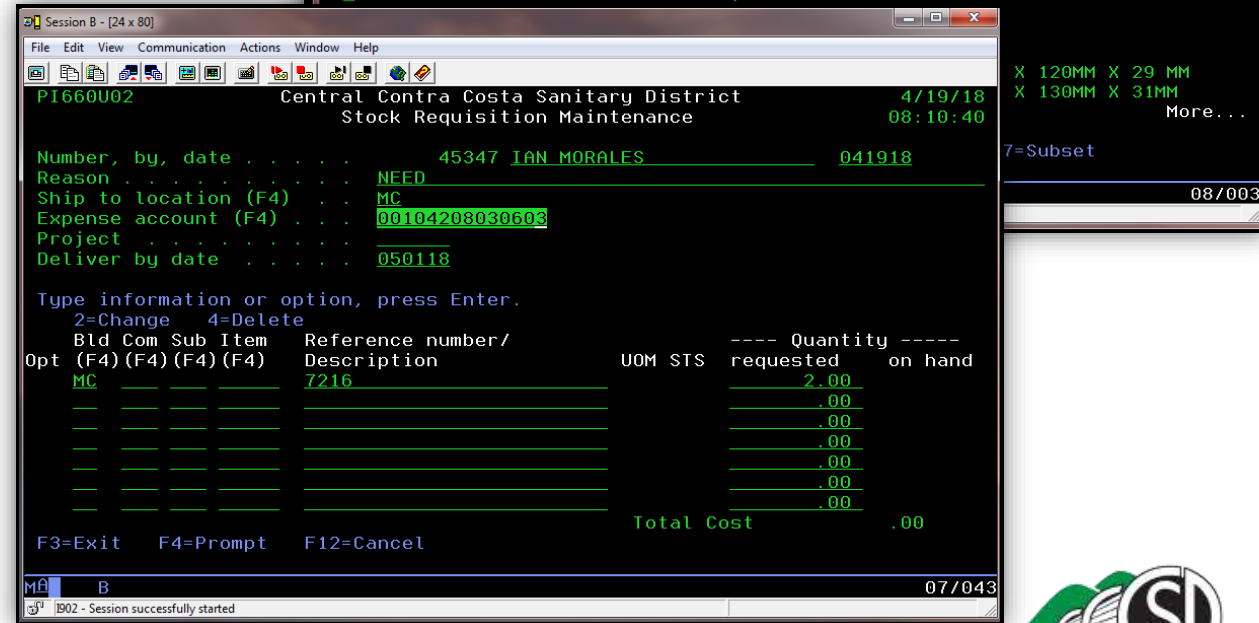 Session B - [24 x 80]
File Edit View Communication Actions Window Help
PI660U02 Central Contra Costa Sanitary District 4/19/18
Stock Requisition Maintenance 08:10:40
Number, by, date . . . . . 45347 IAN MORALES 041918
Reason . . . . . . . . . . NEED
Ship to location (F4) . . MC
Expense account (F4) . . . 00104208030603
Project . . . . . . . .
Deliver by date . . . . . 050118
Type information or option, press Enter.
2=Change 4=Delete
Bld Com Sub Item Reference number/ ---- Quantity -----
Opt (F4)(F4)(F4)(F4) Description UOM STS requested on hand
MC 7216 2.00
.00
.00
.00
.00
.00
.00
Total Cost .00
F3=Exit F4=Prompt F12=Cancel
MA B 07/043
I902 - Session successfully started
X 120MM X 29 MM
X 130MM X 31MM
More...
7=Subset
08/003
SD